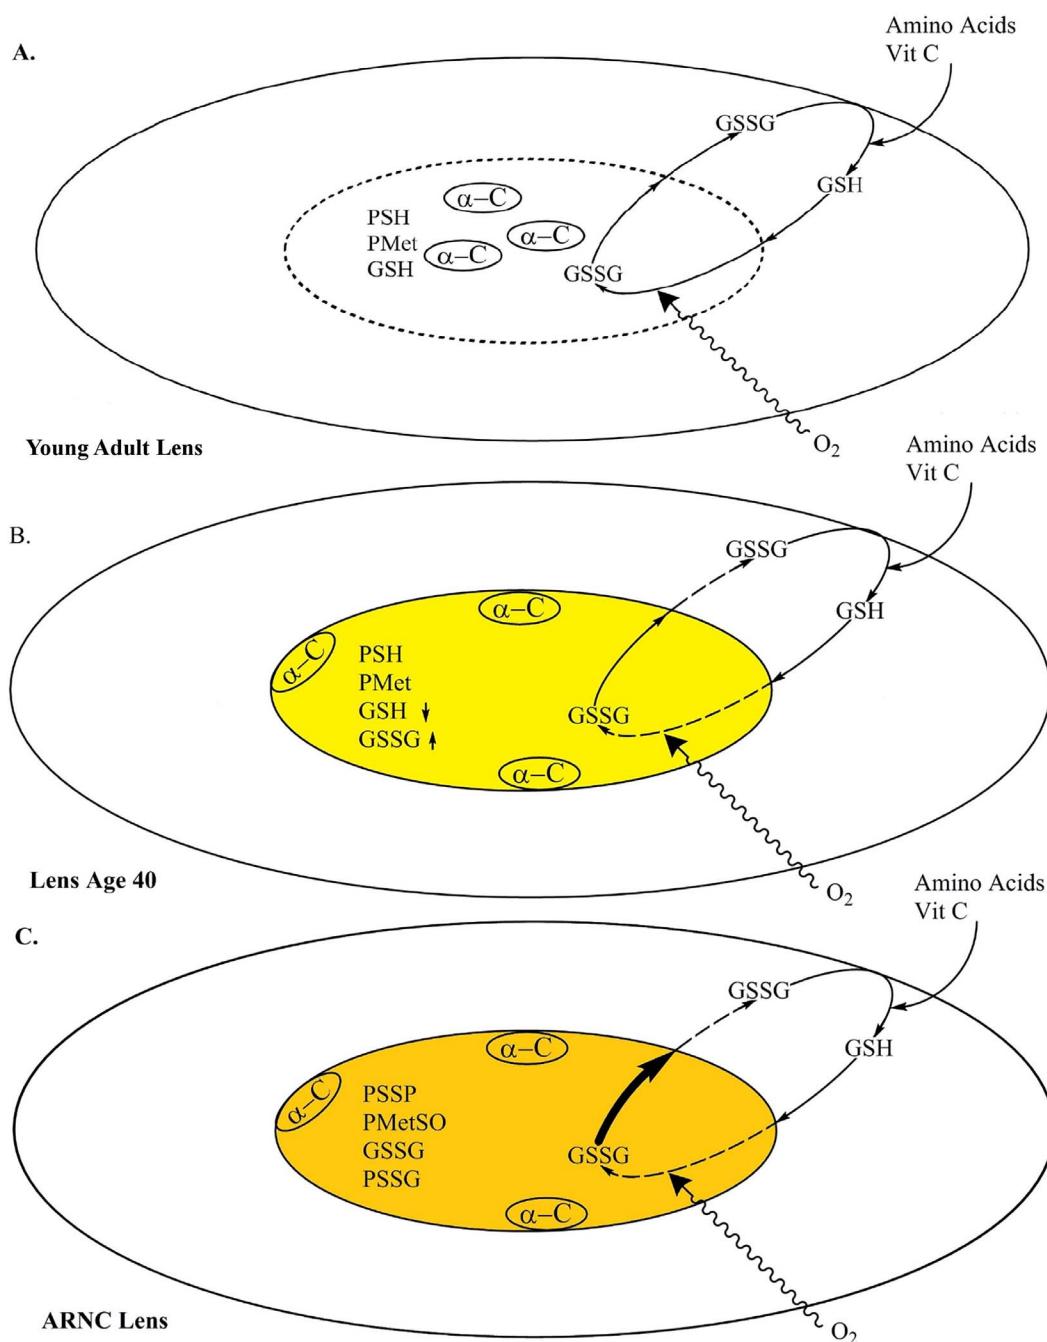 A.
Amino Acids
Vit C
GSSG
GSH
α–C
PSH
PMet
GSH
α–C
α–C
GSSG
O2
Young Adult Lens
B.
Amino Acids
Vit C
GSSG
GSH
α–C
α–C
PSH
PMet
GSH ↓
GSSG ↑
GSSG
α–C
O2
Lens Age 40
C.
Amino Acids
Vit C
GSSG
GSH
α–C
α–C
PSSP
PMetSO
GSSG
PSSG
GSSG
α–C
O2
ARNC Lens